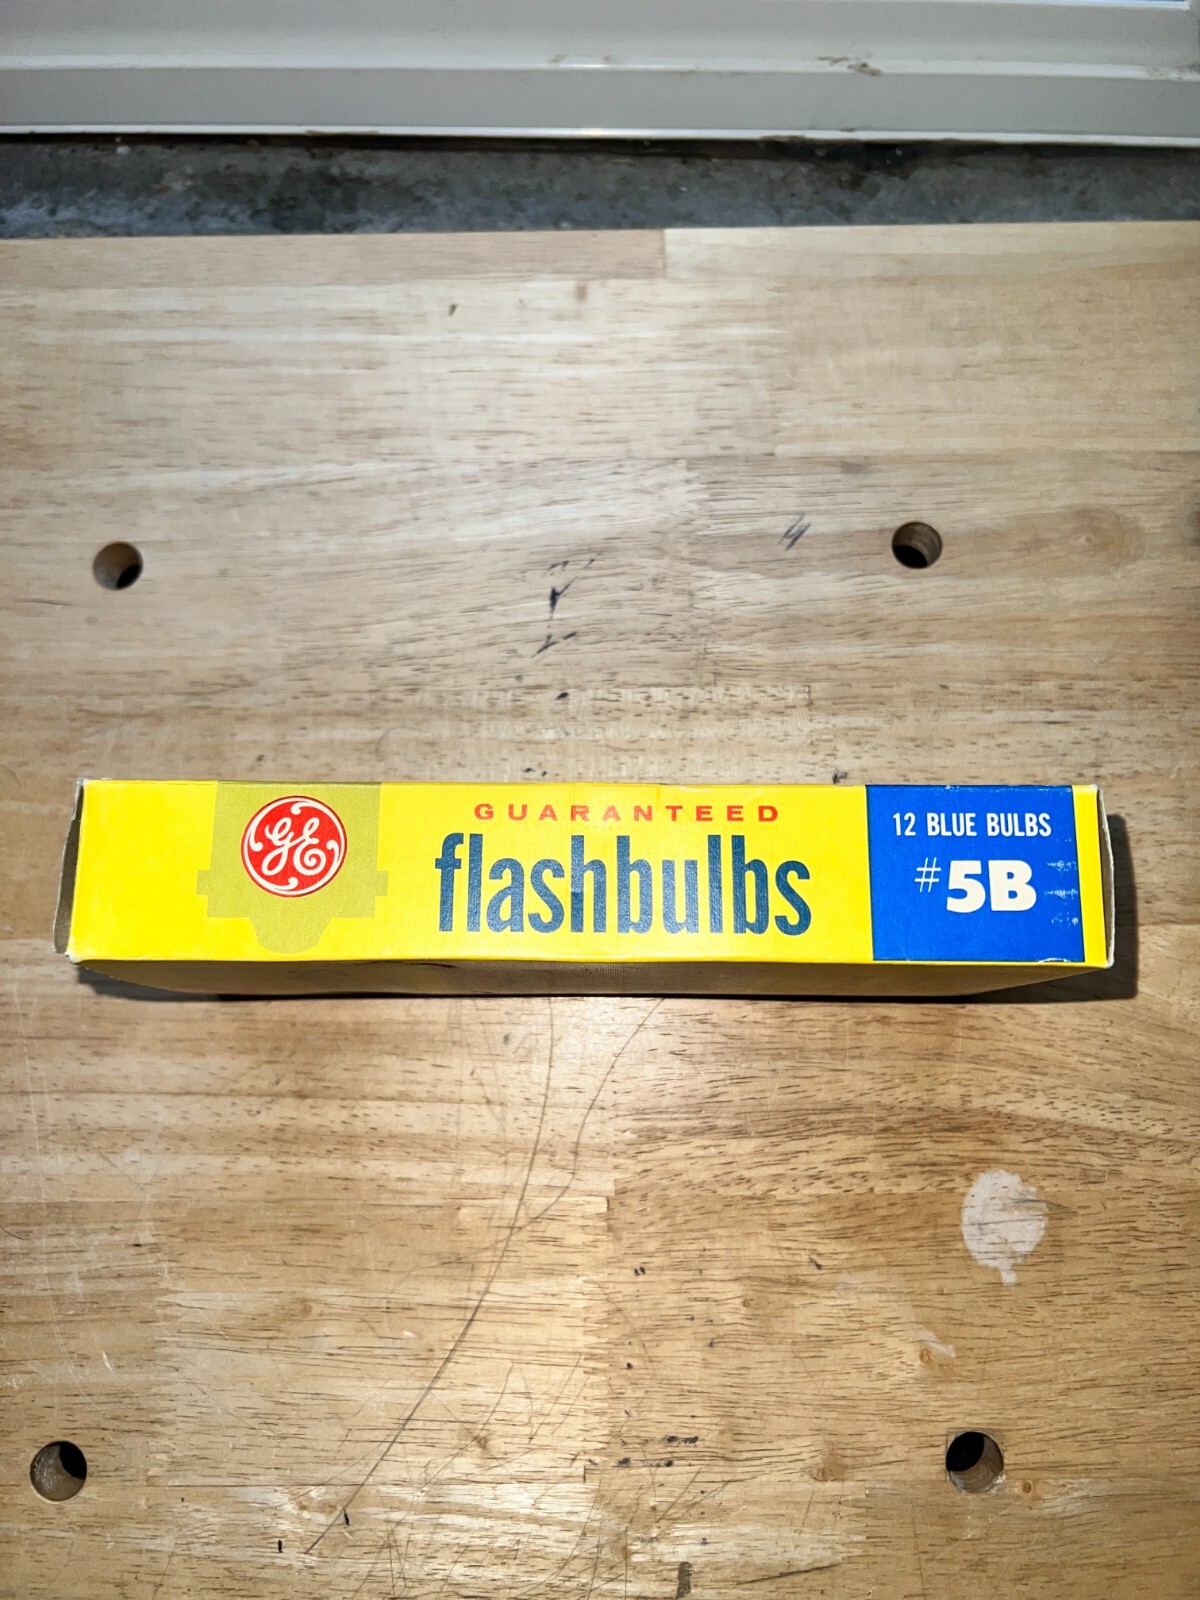 GE
GUARANTEED
flashbulbs
12 BLUE BULBS
#5B